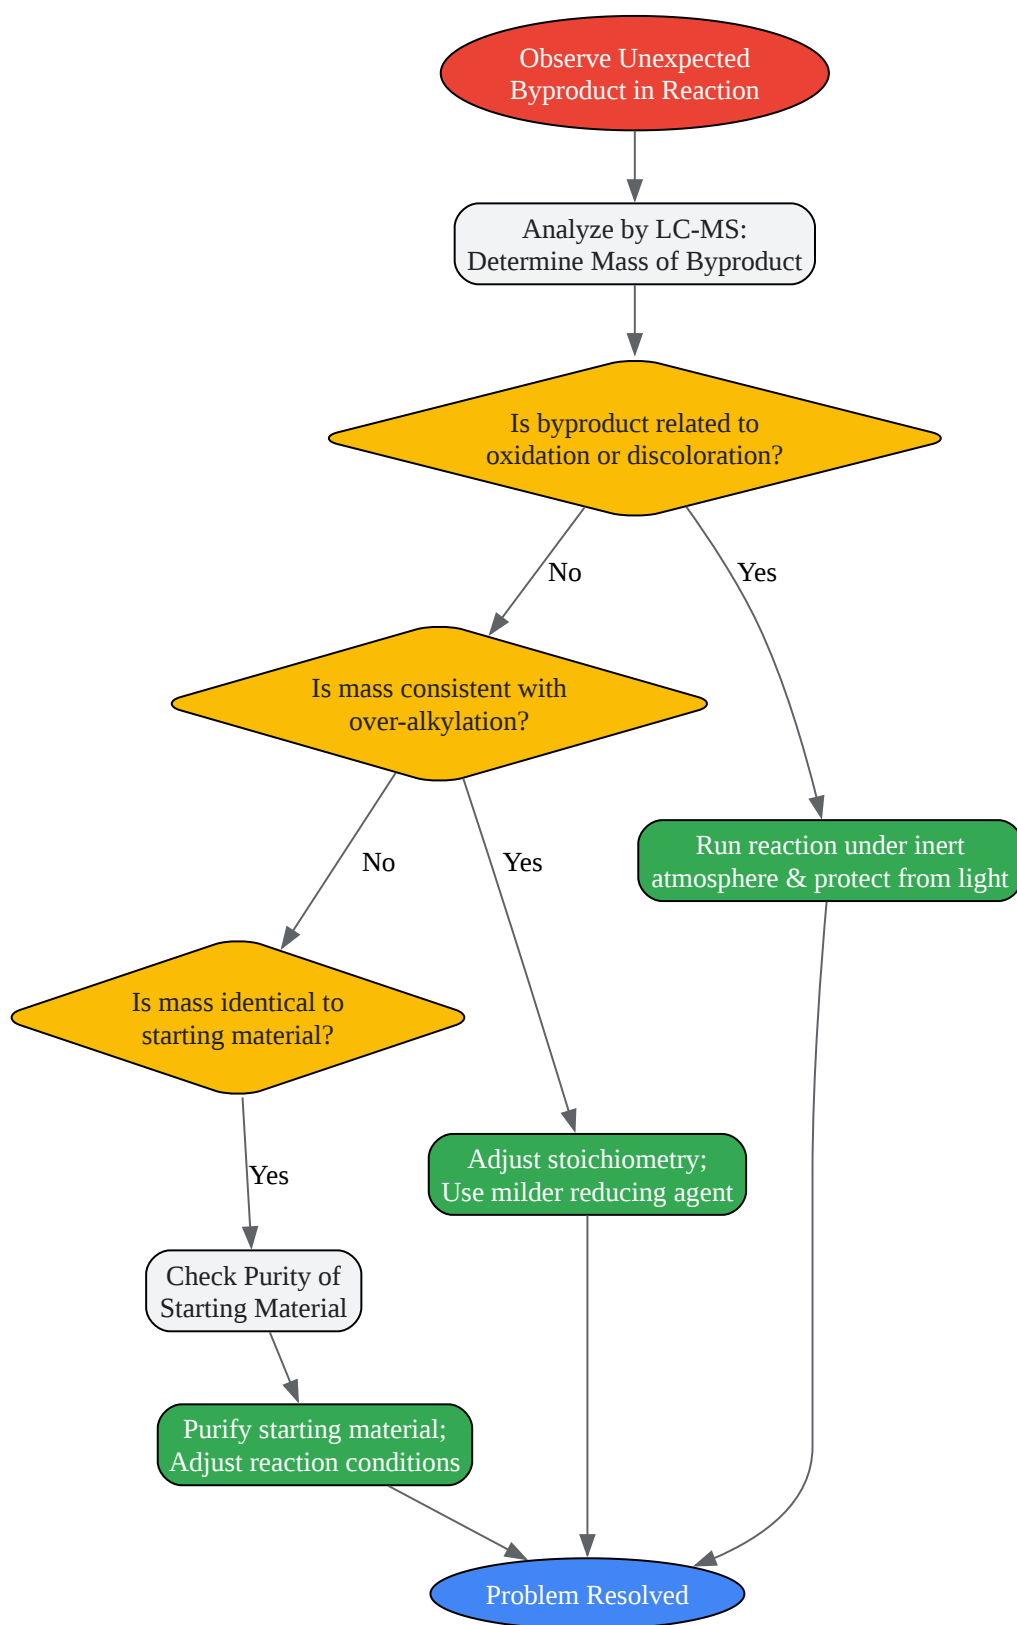 Observe Unexpected
Byproduct in Reaction
Analyze by LC-MS:
Determine Mass of Byproduct
Is byproduct related to
oxidation or discoloration?
No
Yes
Is mass consistent with
over-alkylation?
No
Yes
Run reaction under inert
atmosphere & protect from light
Is mass identical to
starting material?
Yes
Adjust stoichiometry;
Use milder reducing agent
Check Purity of
Starting Material
Purify starting material;
Adjust reaction conditions
Problem Resolved